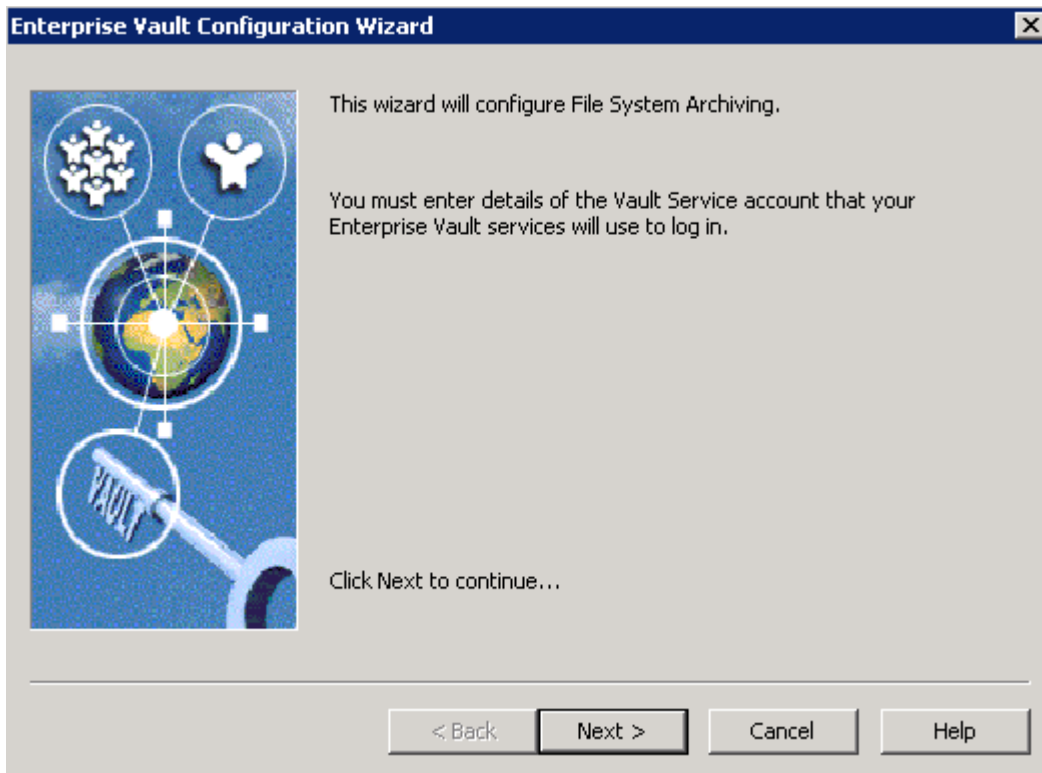 Enterprise Vault Configuration Wizard
This wizard will configure File System Archiving.
You must enter details of the Vault Service account that your
Enterprise Vault services will use to log in.
VAULT
Click Next to continue...
< Back
Next >
Cancel
Help